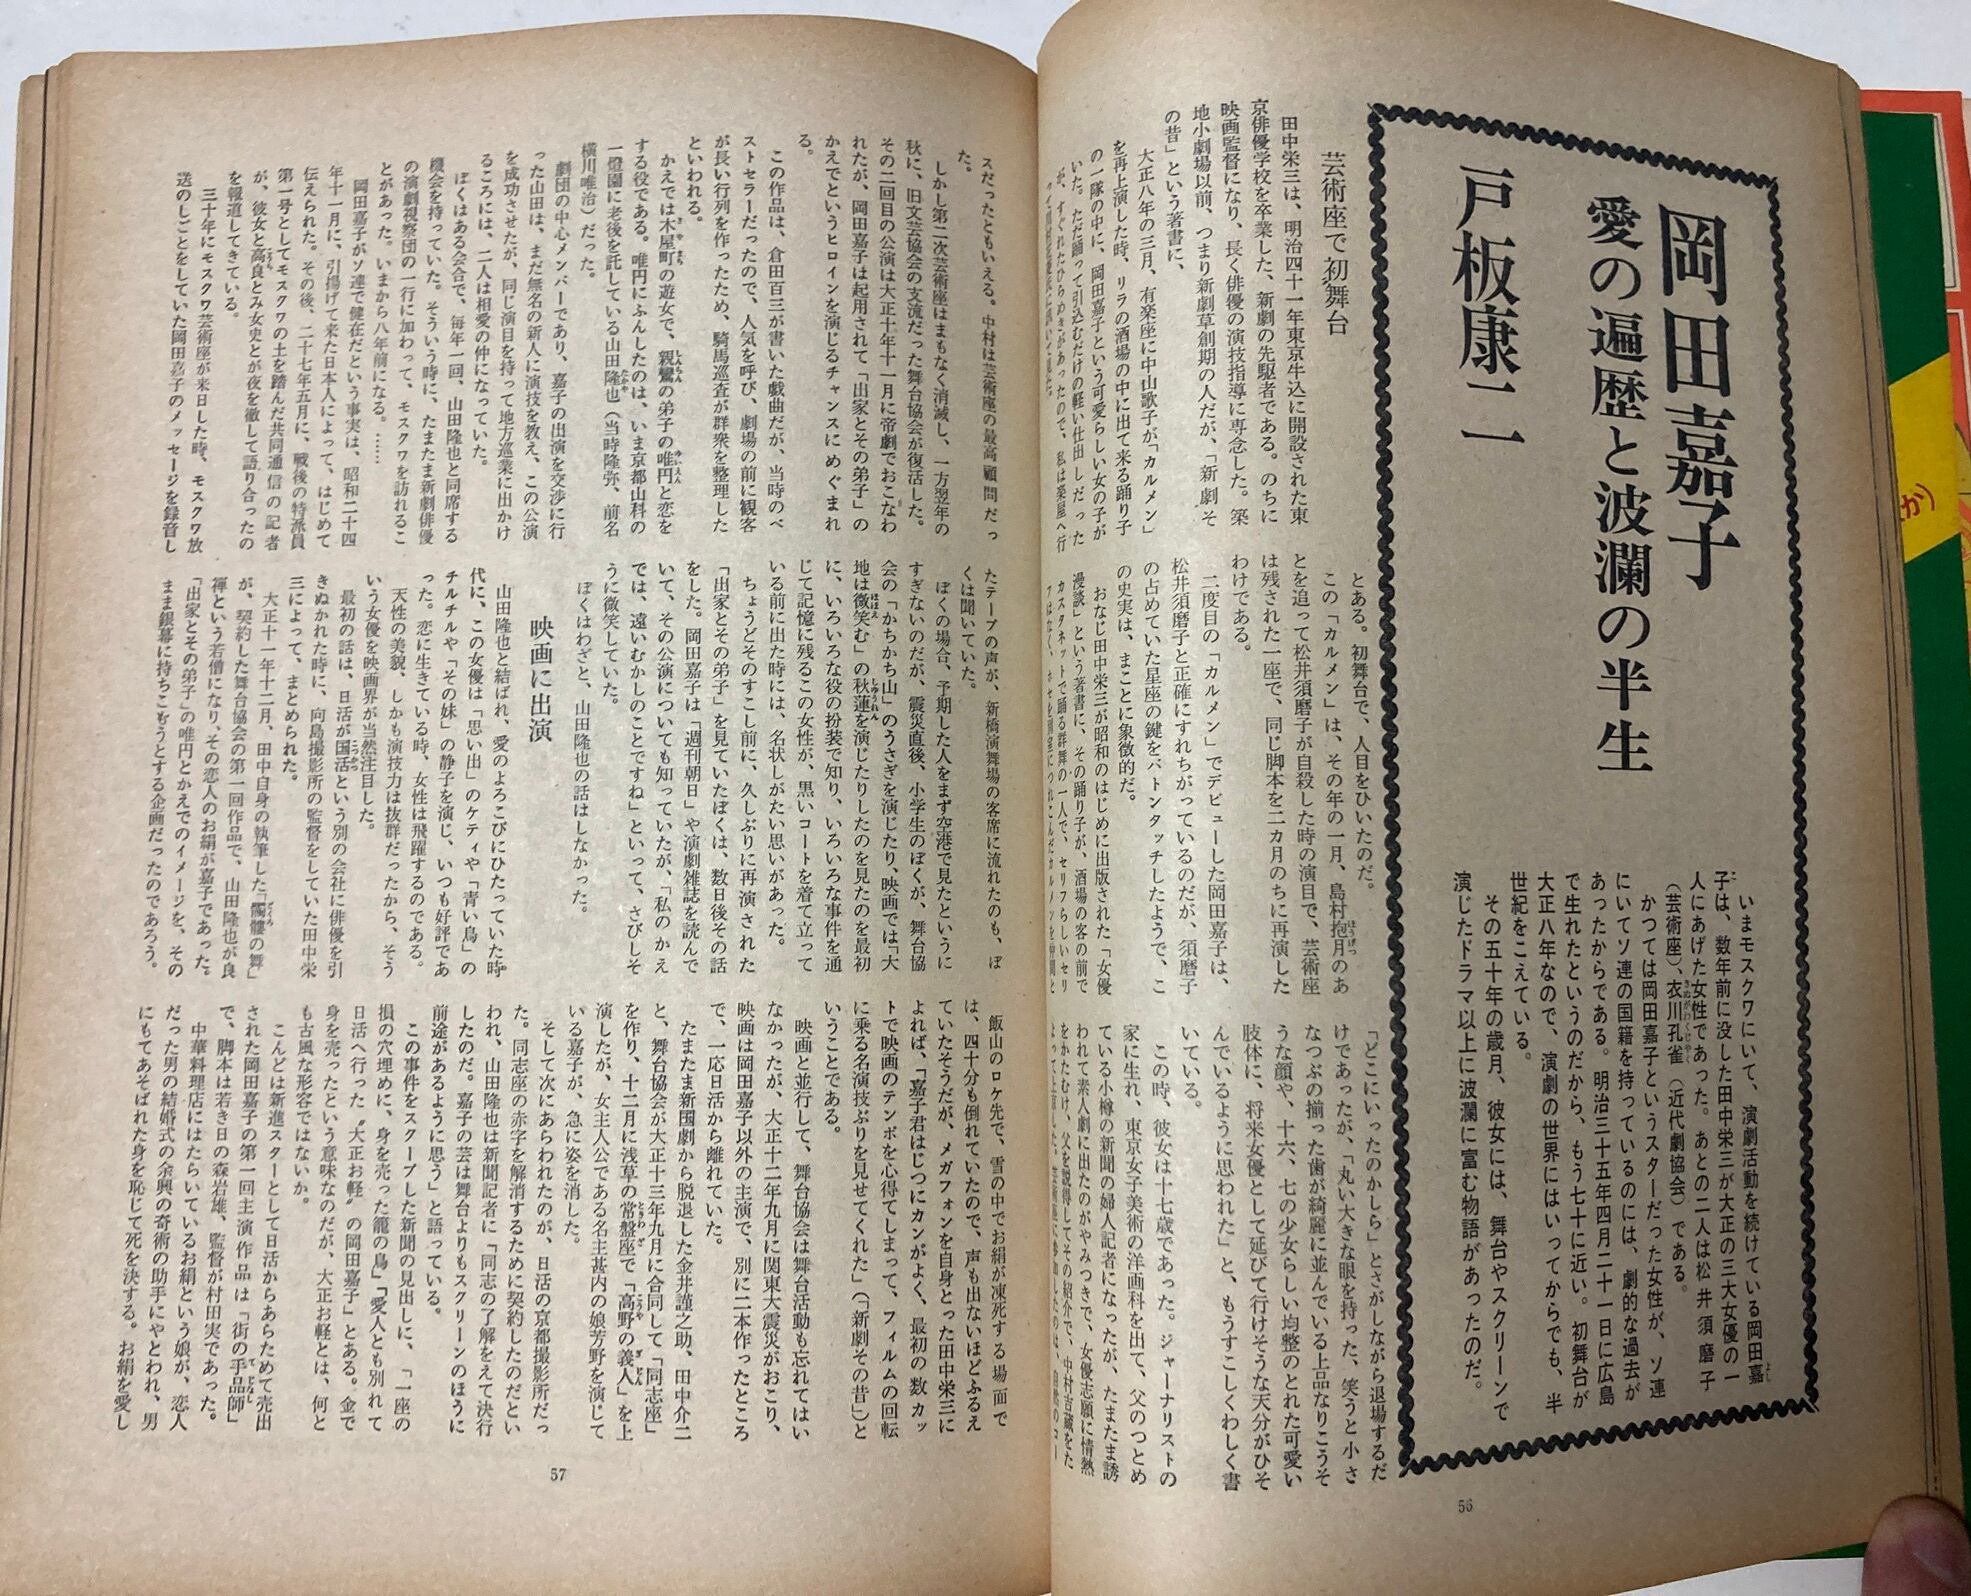 岡田嘉子
愛の遍歴と波瀾の半生
戸板康二
いまモスクワにいて、演劇活動を続けている岡田嘉
子は、数年前に没した田中栄三が大正の三大女優の一
人にあげた女性であった。あとの二人は松井須磨子
（芸術座）、衣川孔雀（近代劇協会）である。
かつては岡田嘉子というスターだった女性が、ソ連
にいてソ連の国籍を持っているのには、劇的な過去が
あったからである。明治三十五年四月二十一日に広島
で生れたというのだから、もう七十に近い。初舞台が
大正八年なので、演劇の世界にはいってからでも、半
世紀をこえている。
その五十年の歳月、彼女には、舞台やスクリーンで
演じたドラマ以上に波瀾に富む物語があったのだ。
芸術座で初舞台
田中栄三は、明治四十一年東京牛込に開設された東
京俳優学校を卒業した、新劇の先駆者である。のちに
映画監督になり、長く俳優の演技指導に専念した。築
地小劇場以前、つまり新劇草創期の人だが、「新劇そ
の昔」という著書に、
大正八年の三月、有楽座に中山歌子が「カルメン」
を再上演した時、リラの酒場の中に出て来る踊り子
の一隊の中に、岡田嘉子という可愛らしい女の子が
いた。ただ踊って引込むだけの軽い仕出しだった
が、すぐれたひらめきがあったので、私は楽屋へ行
とある。初舞台で、人目をひいたのだ。
この「カルメン」は、その年の一月、島村抱月のあ
とを追って松井須磨子が自殺した時の演目で、芸術座
は残された一座で、同じ脚本を二カ月のちに再演した
わけである。
二度目の「カルメン」でデビューした岡田嘉子は、
松井須磨子と正確にすれちがっているのだが、須磨子
の占めていた星座の鍵をバトンタッチしたようで、こ
の史実は、まことに象徴的だ。
おなじ田中栄三が昭和のはじめに出版された「女優
漫談」という著書に、その踊り子が、酒場の客の前で
カスタネットで踊る群舞の一人で、セリフらしいセリ
「どこにいったのかしら」とさがしながら退場するだ
けであったが、「丸い大きな眼を持った、笑うと小さ
なつぶの揃った歯が綺麗に並んでいる上品なりこうそ
うな顔や、十六、七の少女らしい均整のとれた可愛い
肢体に、将来女優として延びて行けそうな天分がひそ
んでいるように思われた」と、もうすこしくわしく書
いている。
この時、彼女は十七歳であった。ジャーナリストの
家に生れ、東京女子美術の洋画科を出て、父のつとめ
ている小樽の新聞の婦人記者になったが、たまたま誘
われて素人劇に出たのがやみつきで、女優志願に情熱
をかたむけ、父を説得してその紹介で、中村吉蔵をた
56
スだったともいえる。中村は芸術座の最高顧問だっ
た。
しかし第二次芸術座はまもなく消滅し、一方翌年の
秋に、旧文芸協会の支流だった舞台協会が復活した。
その二回目の公演は大正十年十一月に帝劇でおこなわ
れたが、岡田嘉子は起用されて「出家とその弟子」の
かえでというヒロインを演じるチャンスにめぐまれ
る。
この作品は、倉田百三が書いた戯曲だが、当時のベ
ストセラーだったので、人気を呼び、劇場の前に観客
が長い行列を作ったため、騎馬巡査が群衆を整理した
といわれる。
かえでは木屋町の遊女で、親鸞の弟子の唯円と恋を
する役である。唯円にふんしたのは、いま京都山科の
一燈園に老後を託している山田隆也（当時隆弥、前名
横川唯治）だった。
劇団の中心メンバーであり、嘉子の出演を交渉に行
った山田は、まだ無名の新人に演技を教え、この公演
を成功させたが、同じ演目を持って地方巡業に出かけ
るころには、二人は相愛の仲になっていた。
ぼくはある会合で、毎年一回、山田隆也と同席する
機会を持っていた。そういう時に、たまたま新劇俳優
の演劇視察団の一行に加わって、モスクワを訪れるこ
とがあった。いまから八年前になる。……
岡田嘉子がソ連で健在だという事実は、昭和二十四
年十一月に、引揚げて来た日本人によって、はじめて
伝えられた。その後、二十七年五月に、戦後の特派員
第一号としてモスクワの土を踏んだ共同通信の記者
が、彼女と高良とみ女史とが夜を徹して語り合ったの
を報道してきている。
三十年にモスクワ芸術座が来日した時、モスクワ放
送のしごとをしていた岡田嘉子のメッセージを録音し
たテープの声が、新橋演舞場の客席に流れたのも、ぼ
くは聞いていた。
ぼくの場合、予期した人をまず空港で見たというに
すぎないのだが、震災直後、小学生のぼくが、舞台協
会の「かちかち山」のうさぎを演じたり、映画では「大
地は微笑む」の秋蓮を演じたりしたのを見たのを最初
に、いろいろな役の扮装で知り、いろいろな事件を通
じて記憶に残るこの女性が、黒いコートを着て立って
いる前に出た時には、名状しがたい思いがあった。
ちょうどそのすこし前に、久しぶりに再演された
「出家とその弟子」を見ていたぼくは、数日後その話
をした。岡田嘉子は「週刊朝日」や演劇雑誌を読んで
いて、その公演についても知っていたが、「私のかえ
では、遠いむかしのことですね」といって、さびしそ
うに微笑していた。
ぼくはわざと、山田隆也の話はしなかった。
映画に出演
山田隆也と結ばれ、愛のよろこびにひたっていた時
代に、この女優は「思い出」のケティや「青い鳥」の
チルチルや「その妹」の静子を演じ、いつも好評であ
った。恋に生きている時、女性は飛躍するのである。
天性の美貌、しかも演技力は抜群だったから、そう
いう女優を映画界が当然注目した。
最初の話は、日活が国活という別の会社に俳優を引
きぬかれた時に、向島撮影所の監督をしていた田中栄
三によって、まとめられた。
大正十一年十二月、田中自身の執筆した「髑髏の舞」
が、契約した舞台協会の第一回作品で、山田隆也が良
禅という若僧になり、その恋人のお絹が嘉子であった。
「出家とその弟子」の唯円とかえでのイメージを、その
まま銀幕に持ちこもうとする企画だったのであろう。
飯山のロケ先で、雪の中でお絹が凍死する場面で
は、四十分も倒れていたので、声も出ないほどふるえ
ていたそうだが、メガフォンを自身とった田中栄三に
よれば、「嘉子君はじつにカンがよく、最初の数カッ
トで映画のテンポを心得てしまって、フィルムの回転
に乗る名演技ぶりを見せてくれた」（「新劇その昔」）と
いうことである。
映画と並行して、舞台協会は舞台活動も忘れてはい
なかったが、大正十二年九月に関東大震災がおこり、
映画は岡田嘉子以外の主演で、別に二本作ったところ
で、一応日活から離れていた。
たまたま新国劇から脱退した金井謹之助、田中介二
と、舞台協会が大正十三年九月に合同して「同志座」
を作り、十二月に浅草の常盤座で「高野の義人」を上
演したが、女主人公である名主甚内の娘芳野を演じて
いる嘉子が、急に姿を消した。
そして次にあらわれたのが、日活の京都撮影所だっ
た。同志座の赤字を解消するために契約したのだとい
われ、山田隆也は新聞記者に「同志の了解をえて決行
したのだ。嘉子の芸は舞台よりもスクリーンのほうに
前途があるように思う」と語っている。
この事件をスクープした新聞の見出しに、「一座の
損の穴埋めに、身を売った籠の鳥」「愛人とも別れて
日活へ行った〝大正お軽〟の岡田嘉子」とある。金で
身を売ったという意味なのだが、大正お軽とは、何と
も古風な形容ではないか。
こんどは新進スターとして日活からあらためて売出
された岡田嘉子の第一回主演作品は「街の手品師」
で、脚本は若き日の森岩雄、監督が村田実であった。
中華料理店にはたらいているお絹という娘が、恋人
だった男の結婚式の余興の奇術の助手にやとわれ、男
にもてあそばれた身を恥じて死を決する。お絹を愛し
57
か）